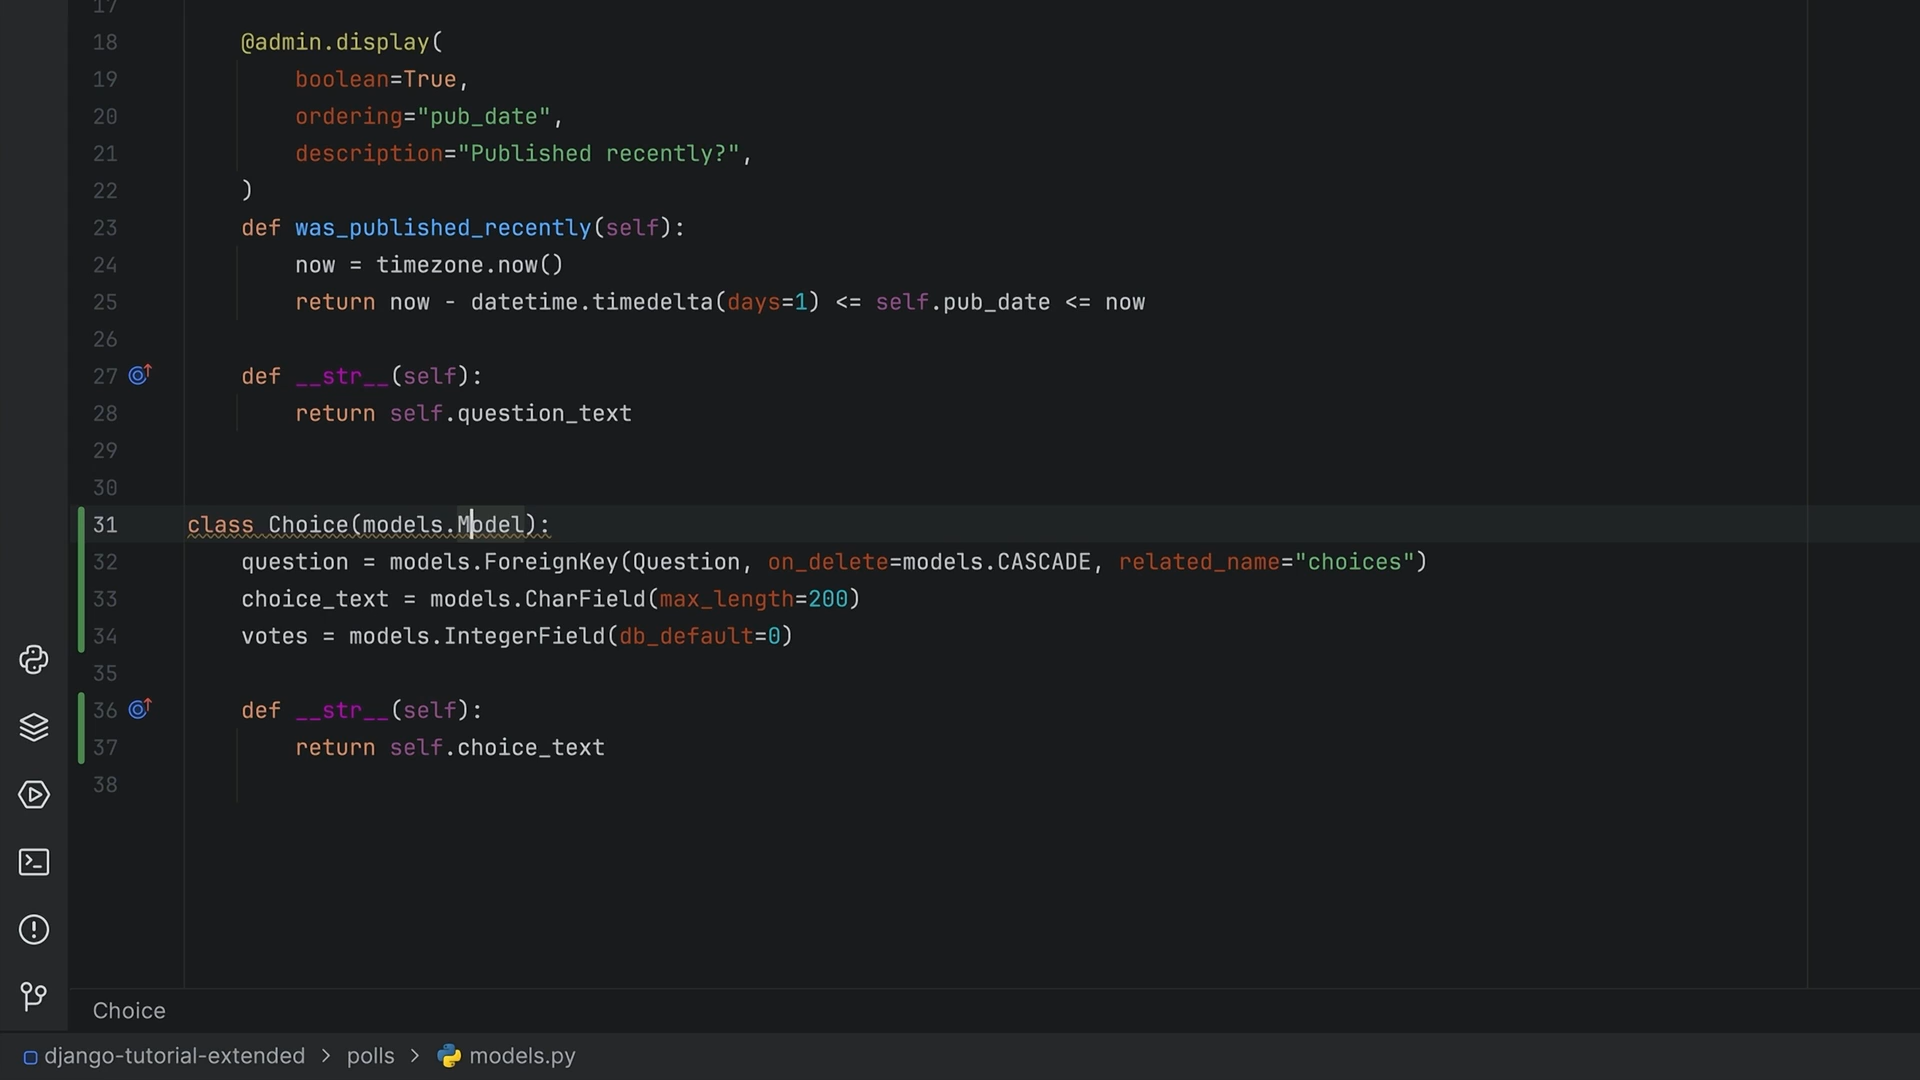 17
18 @admin.display(
19 boolean=True,
20 ordering="pub_date",
21 description="Published recently?",
22 )
23 def was_published_recently(self):
24 now = timezone.now()
25 return now - datetime.timedelta(days=1) <= self.pub_date <= now
26
27 def __str__(self):
28 return self.question_text
29
30
31 class Choice(models.Model):
32 question = models.ForeignKey(Question, on_delete=models.CASCADE, related_name="choices")
33 choice_text = models.CharField(max_length=200)
34 votes = models.IntegerField(db_default=0)
35
36 def __str__(self):
37 return self.choice_text
38
Choice
django-tutorial-extended > polls > models.py